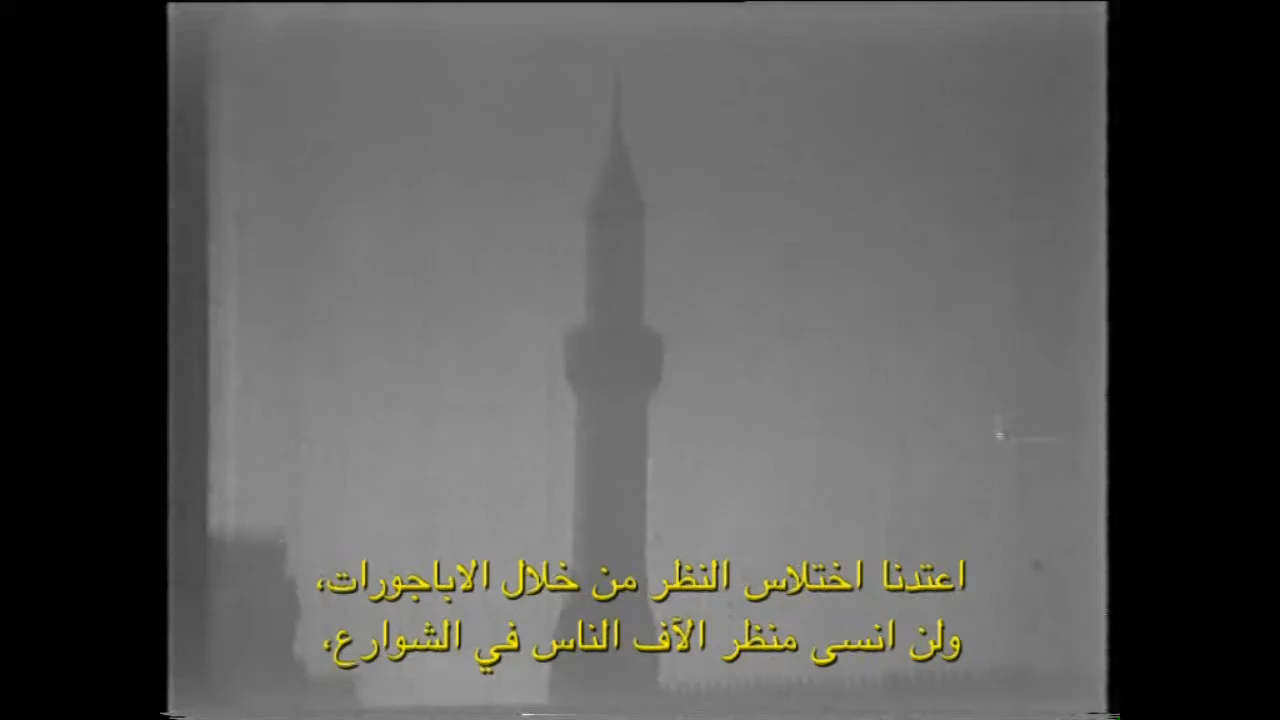 اعتدنا اختلاس النظر من خلال الاباجورات،
ولن انسى منظر الآف الناس في الشوارع،